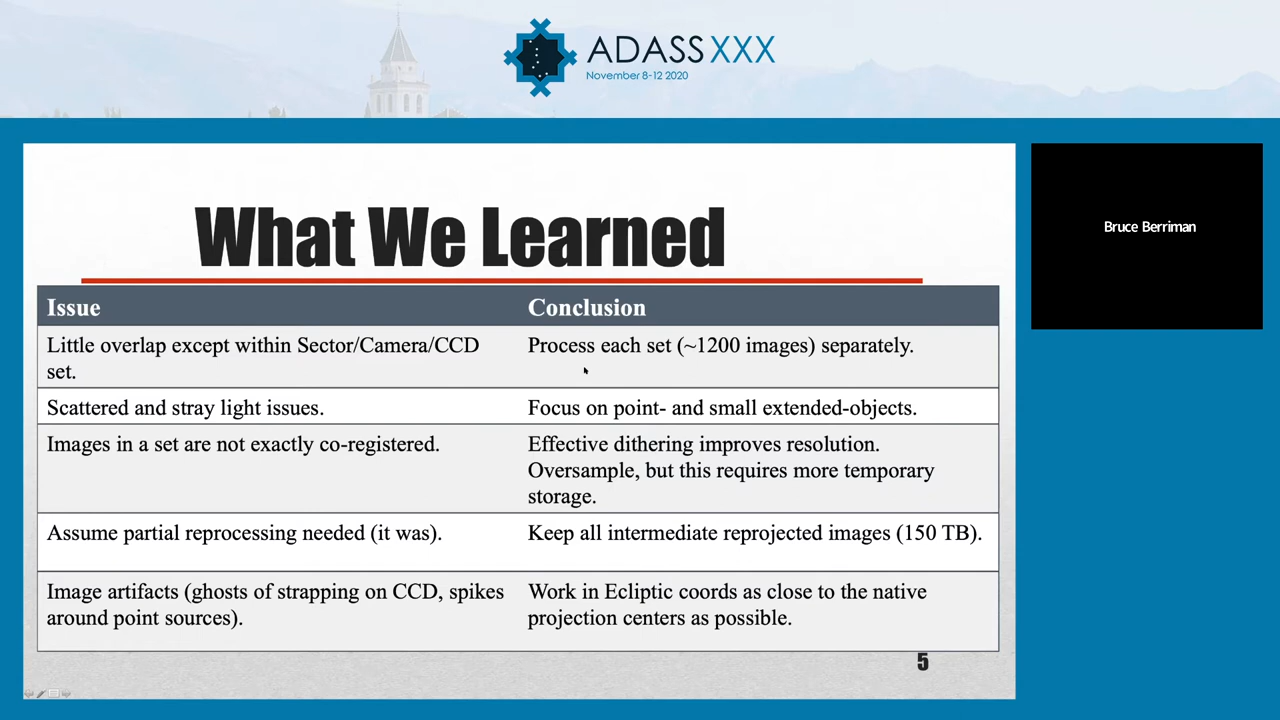 ADASS XXX
November 8-12 2020
What We Learned
Bruce Berriman
Issue
Conclusion
Little overlap except within Sector/Camera/CCD
set.
Process each set (~1200 images) separately.
Scattered and stray light issues.
Focus on point- and small extended-objects.
Images in a set are not exactly co-registered.
Effective dithering improves resolution.
Oversample, but this requires more temporary
storage.
Assume partial reprocessing needed (it was).
Keep all intermediate reprojected images (150 TB).
Image artifacts (ghosts of strapping on CCD, spikes
around point sources).
Work in Ecliptic coords as close to the native
projection centers as possible.
5